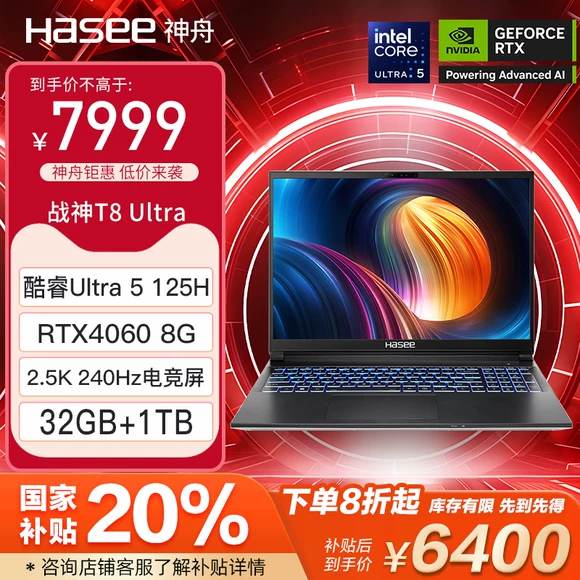 Hasee 神舟
intel CORE ULTRA 5
NVIDIA GEFORCE RTX
Powering Advanced AI
到手价不高于:
¥7999
神舟钜惠 低价来袭
战神T8 Ultra
酷睿Ultra 5 125H
RTX4060 8G
2.5K 240Hz电竞屏
32GB+1TB
Hasee
国家补贴20%
下单8折起 库存有限 先到先得
补贴后到手价 ¥6400
* 咨询店铺客服了解补贴详情